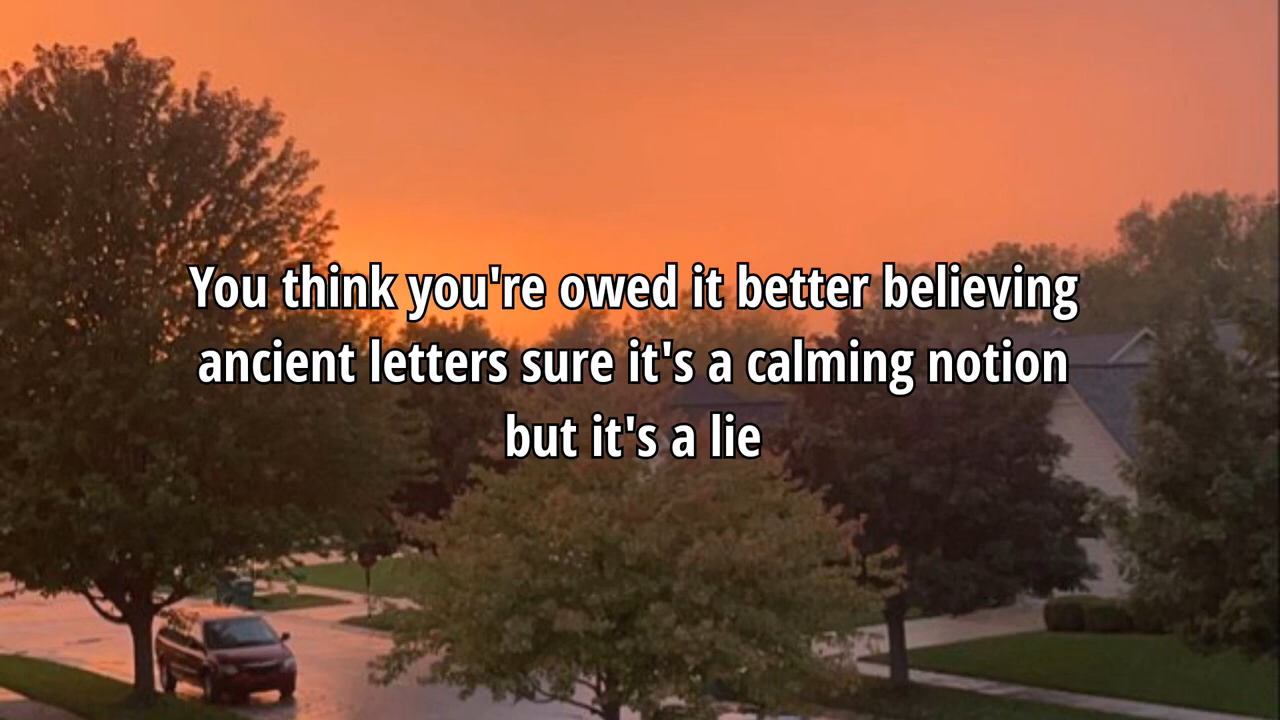 You think you're owed it better believing
ancient letters sure it's a calming notion
but it's a lie